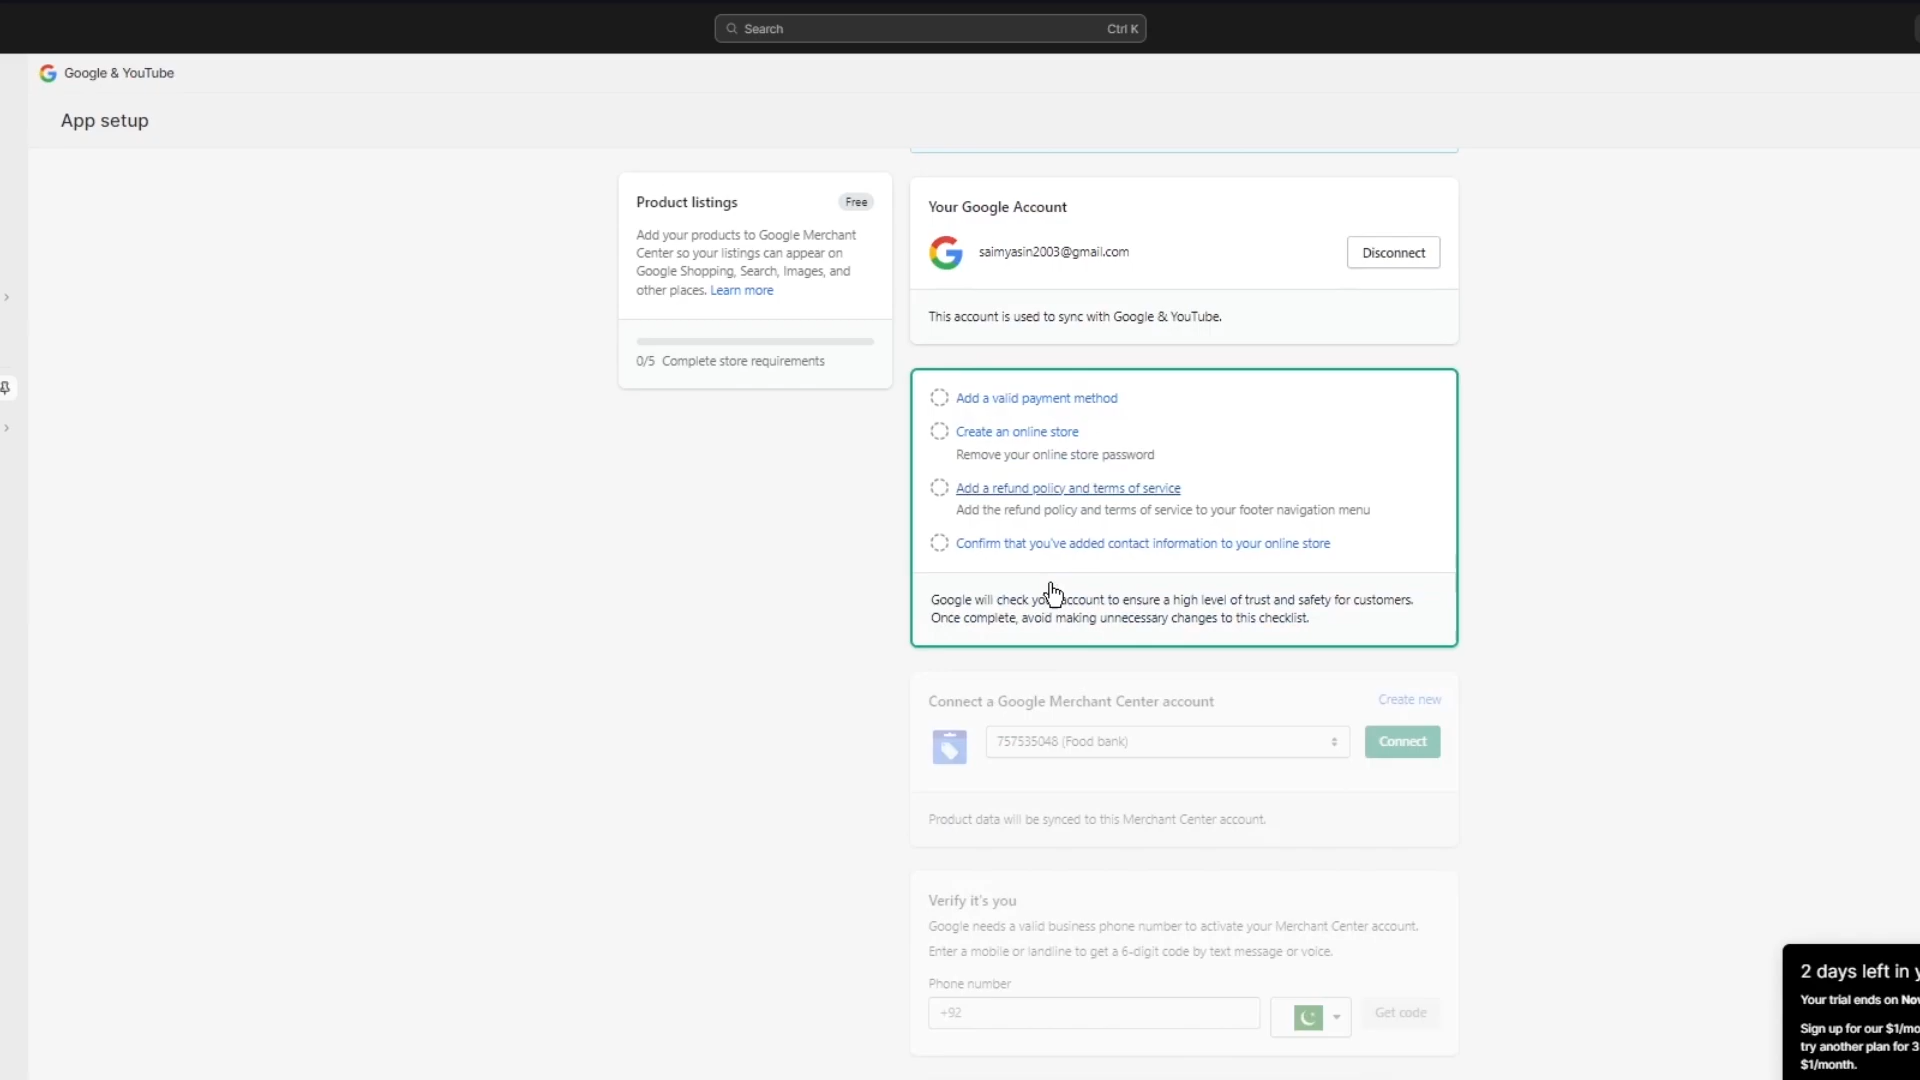 Search
Ctrl K
Google & YouTube
App setup
Product listings
Free
Add your products to Google Merchant
Center so your listings can appear on
Google Shopping, Search, Images, and
other places. Learn more
0/5 Complete store requirements
Your Google Account
saimyasin2003@gmail.com
Disconnect
This account is used to sync with Google & YouTube.
Add a valid payment method
Create an online store
Remove your online store password
Add a refund policy and terms of service
Add the refund policy and terms of service to your footer navigation menu
Confirm that you've added contact information to your online store
Google will check your account to ensure a high level of trust and safety for customers.
Once complete, avoid making unnecessary changes to this checklist.
Connect a Google Merchant Center account
Create new
757535048 (Food bank)
Connect
Product data will be synced to this Merchant Center account.
Verify it's you
Google needs a valid business phone number to activate your Merchant Center account.
Enter a mobile or landline to get a 6-digit code by text message or voice.
Phone number
+92
Get code
2 days left in
Your trial ends on
Sign up for our
try another plan for
$1/month.